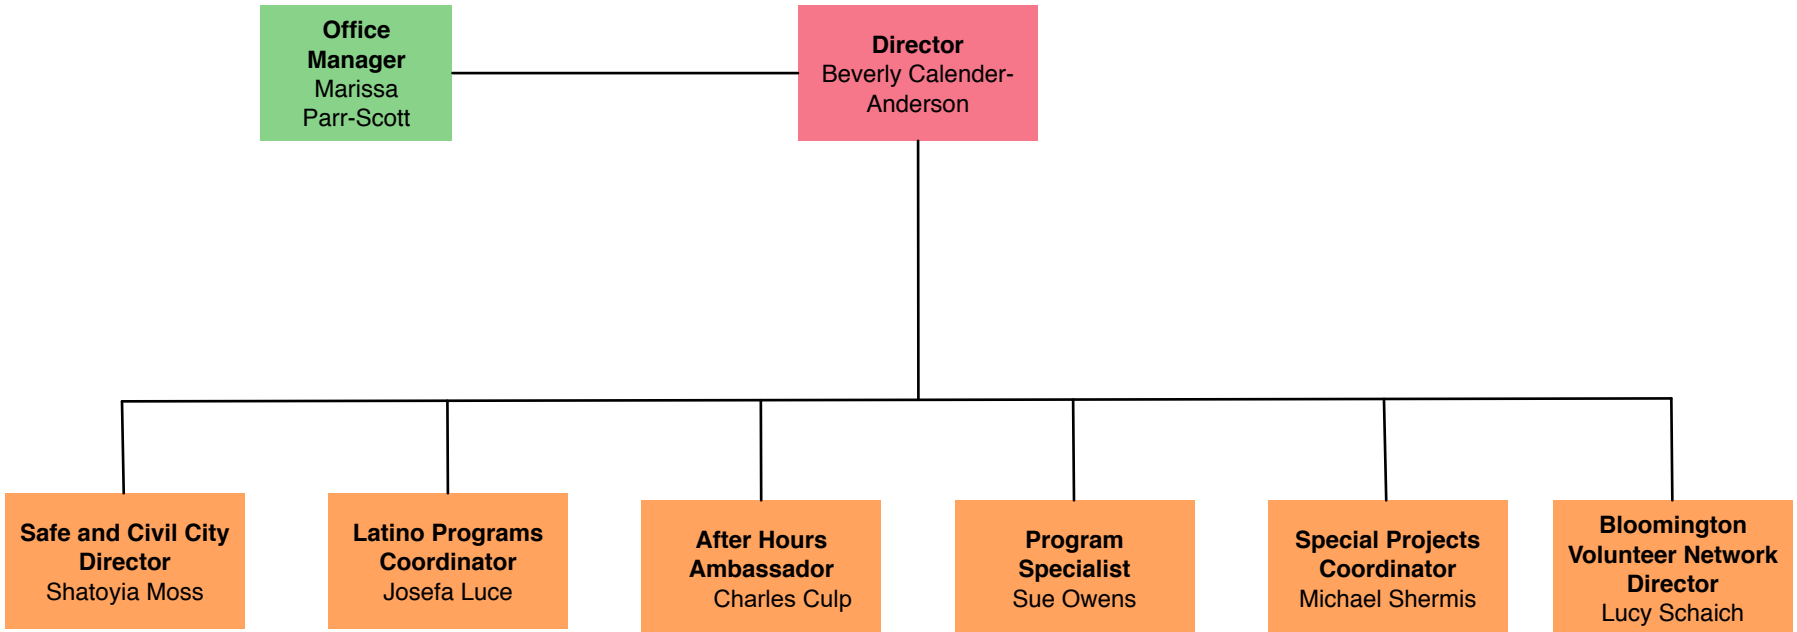 Office
Manager
Marissa
Parr-Scott
Director
Beverly Calender-
Anderson
Safe and Civil City
Director
Shatoyia Moss
Latino Programs
Coordinator
Josefa Luce
After Hours
Ambassador
Charles Culp
Program
Specialist
Sue Owens
Special Projects
Coordinator
Michael Shermis
Bloomington
Volunteer Network
Director
Lucy Schaich